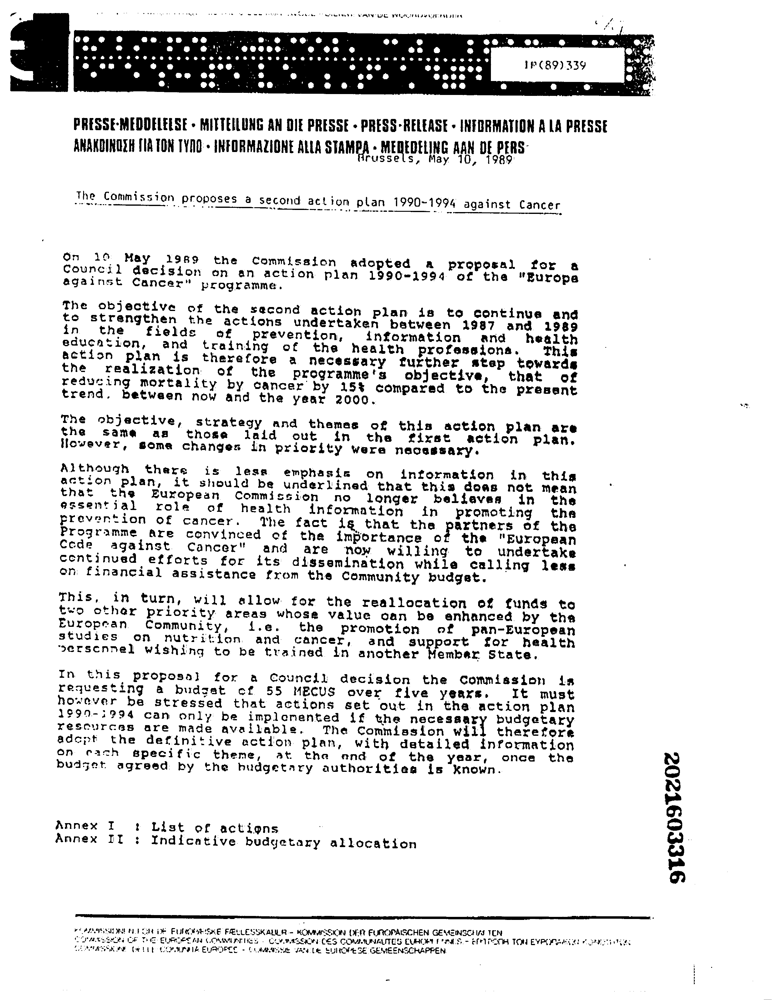 IP(89)339
PRESSE-MEDDELELSE • MITTEILUNG AN DIE PRESSE • PRESS-RELEASE • INFORMATION A LA PRESSE
ΑΝΑΚΟΙΝΩΣΗ ΓΙΑ ΤΟΝ ΤΥΠΟ • INFORMAZIONE ALLA STAMPA • MEDEDELING AAN DE PERS
Brussels, May 10, 1989
The Commission proposes a second action plan 1990-1994 against Cancer
On 10 May 1989 the Commission adopted a proposal for a
Council decision on an action plan 1990-1994 of the "Europe
against Cancer" programme.
The objective of the second action plan is to continue and
to strengthen the actions undertaken between 1987 and 1989
in the fields of prevention, information and health
education, and training of the health professions. This
action plan is therefore a necessary further step towards
the realization of the programme's objective, that of
reducing mortality by cancer by 15% compared to the present
trend, between now and the year 2000.
The objective, strategy and themes of this action plan are
the same as those laid out in the first action plan.
However, some changes in priority were necessary.
Although there is less emphasis on information in this
action plan, it should be underlined that this does not mean
that the European Commission no longer believes in the
essential role of health information in promoting the
prevention of cancer. The fact is that the partners of the
Programme are convinced of the importance of the "European
Code against Cancer" and are now willing to undertake
continued efforts for its dissemination while calling less
on financial assistance from the Community budget.
This, in turn, will allow for the reallocation of funds to
two other priority areas whose value can be enhanced by the
European Community, i.e. the promotion of pan-European
studies on nutrition and cancer, and support for health
personnel wishing to be trained in another Member State.
In this proposal for a Council decision the Commission is
requesting a budget of 55 MECUS over five years. It must
however be stressed that actions set out in the action plan
1990-1994 can only be implemented if the necessary budgetary
resources are made available. The Commission will therefore
adopt the definitive action plan, with detailed information
on each specific theme, at the end of the year, once the
budget agreed by the budgetary authorities is known.
Annex I : List of actions
Annex II : Indicative budgetary allocation
2021603316
KOMMISSION DER EUROPÄISCHEN GEMEINSCHAFTEN
COMMISSION OF THE EUROPEAN COMMUNITIES - COMMISSION DES COMMUNAUTES EUROPEENNES
COMMISSIONE DELLE COMUNITÀ EUROPEE - COMMISSIE VAN DE EUROPESE GEMEENSCHAPPEN